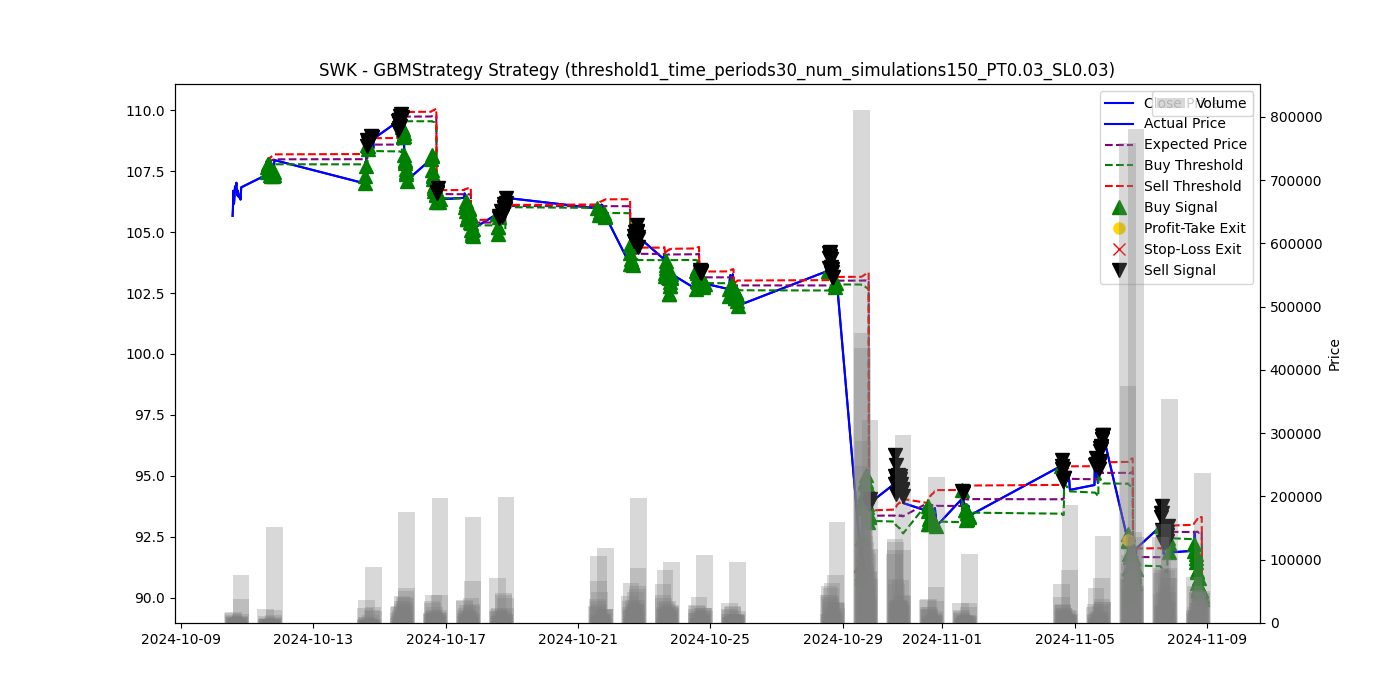 SWK - GBMStrategy Strategy (threshold1_time_periods30_num_simulations150_PT0.03_SL0.03)
110.0
107.5
105.0
102.5
100.0
97.5
95.0
92.5
90.0
Close Price
Volume
Actual Price
Expected Price
Buy Threshold
Sell Threshold
Buy Signal
Profit-Take Exit
Stop-Loss Exit
Sell Signal
800000
700000
600000
500000
400000
300000
200000
100000
0
Price
2024-10-09
2024-10-13
2024-10-17
2024-10-21
2024-10-25
2024-10-29
2024-11-01
2024-11-05
2024-11-09